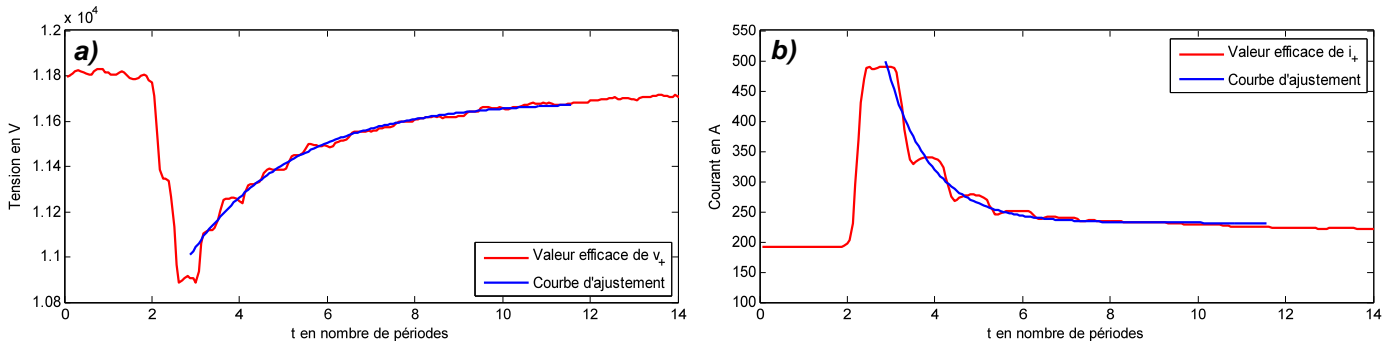 x 10⁴
a)
Tension en V
1.2
1.18
1.16
1.14
1.12
1.1
1.08
0 2 4 6 8 10 12 14
t en nombre de périodes
Valeur efficace de v₊
Courbe d'ajustement
b)
Courant en A
550
500
450
400
350
300
250
200
150
100
0 2 4 6 8 10 12 14
t en nombre de périodes
Valeur efficace de i₊
Courbe d'ajustement